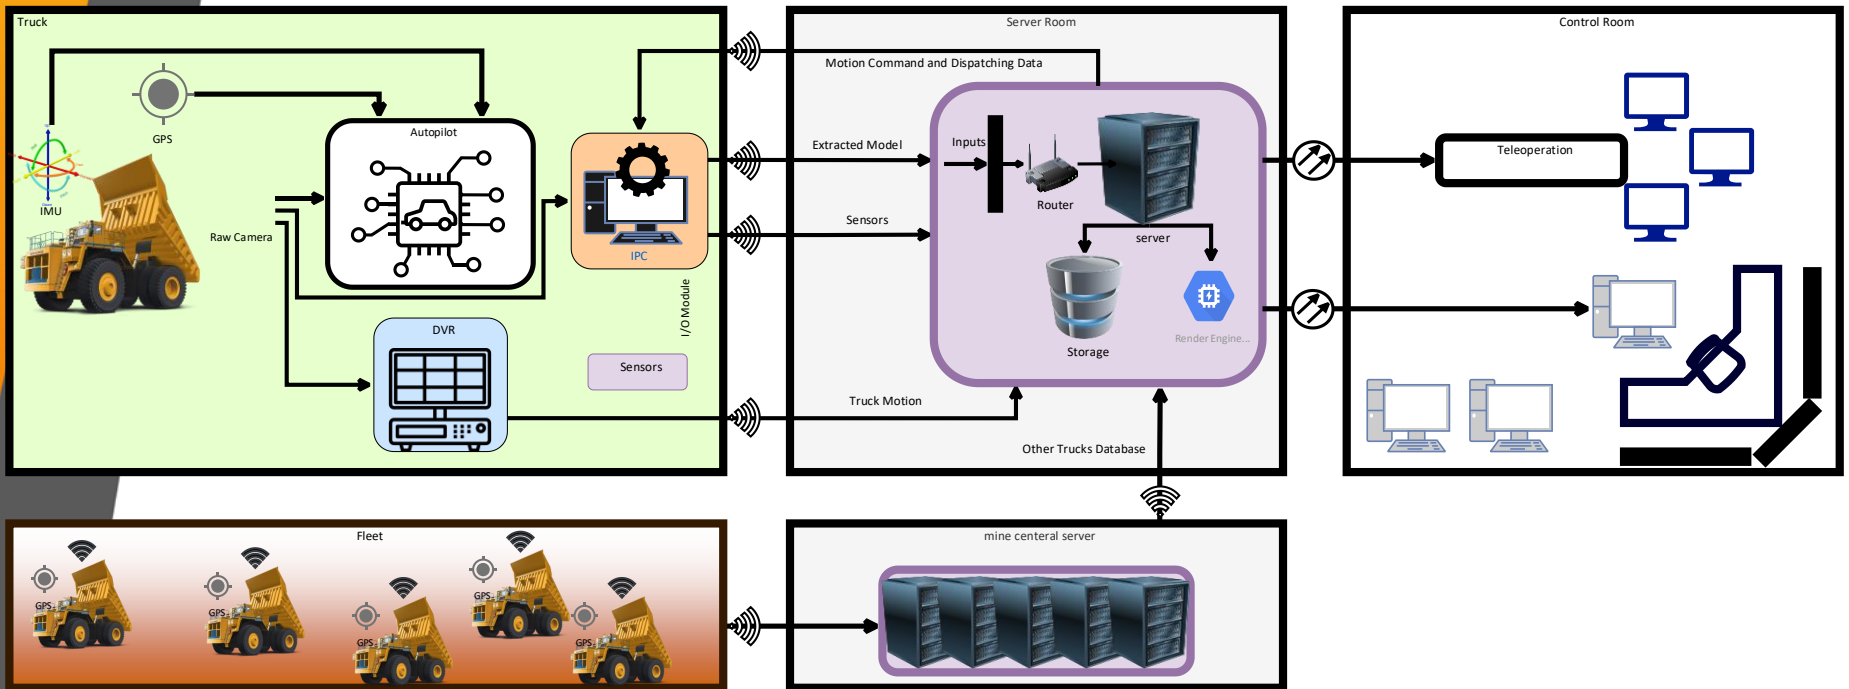 Truck
GPS
IMU
Raw Camera
Autopilot
IPC
I/O Module
DVR
Sensors
Server Room
Motion Command and Dispatching Data
Extracted Model
Sensors
Truck Motion
Inputs
Router
server
Storage
Render Engine...
Other Trucks Database
Control Room
Teleoperation
Fleet
GPS
GPS
GPS
GPS
GPS
mine centeral server